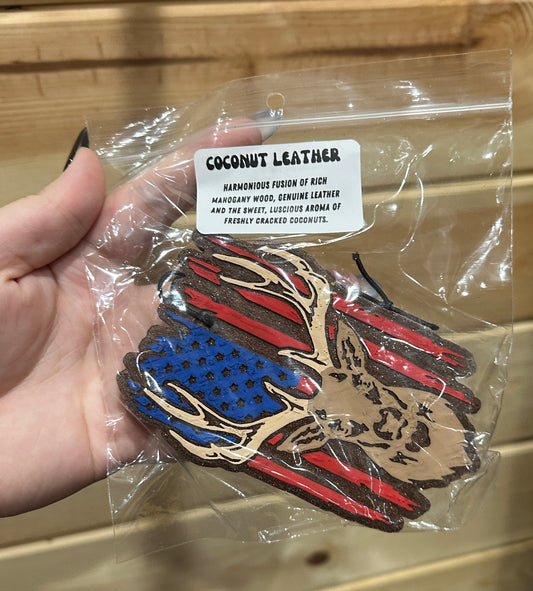 COCONUT LEATHER
HARMONIOUS FUSION OF RICH
MAHOGANY WOOD, GENUINE LEATHER
AND THE SWEET, LUSCIOUS AROMA OF
FRESHLY CRACKED COCONUTS.